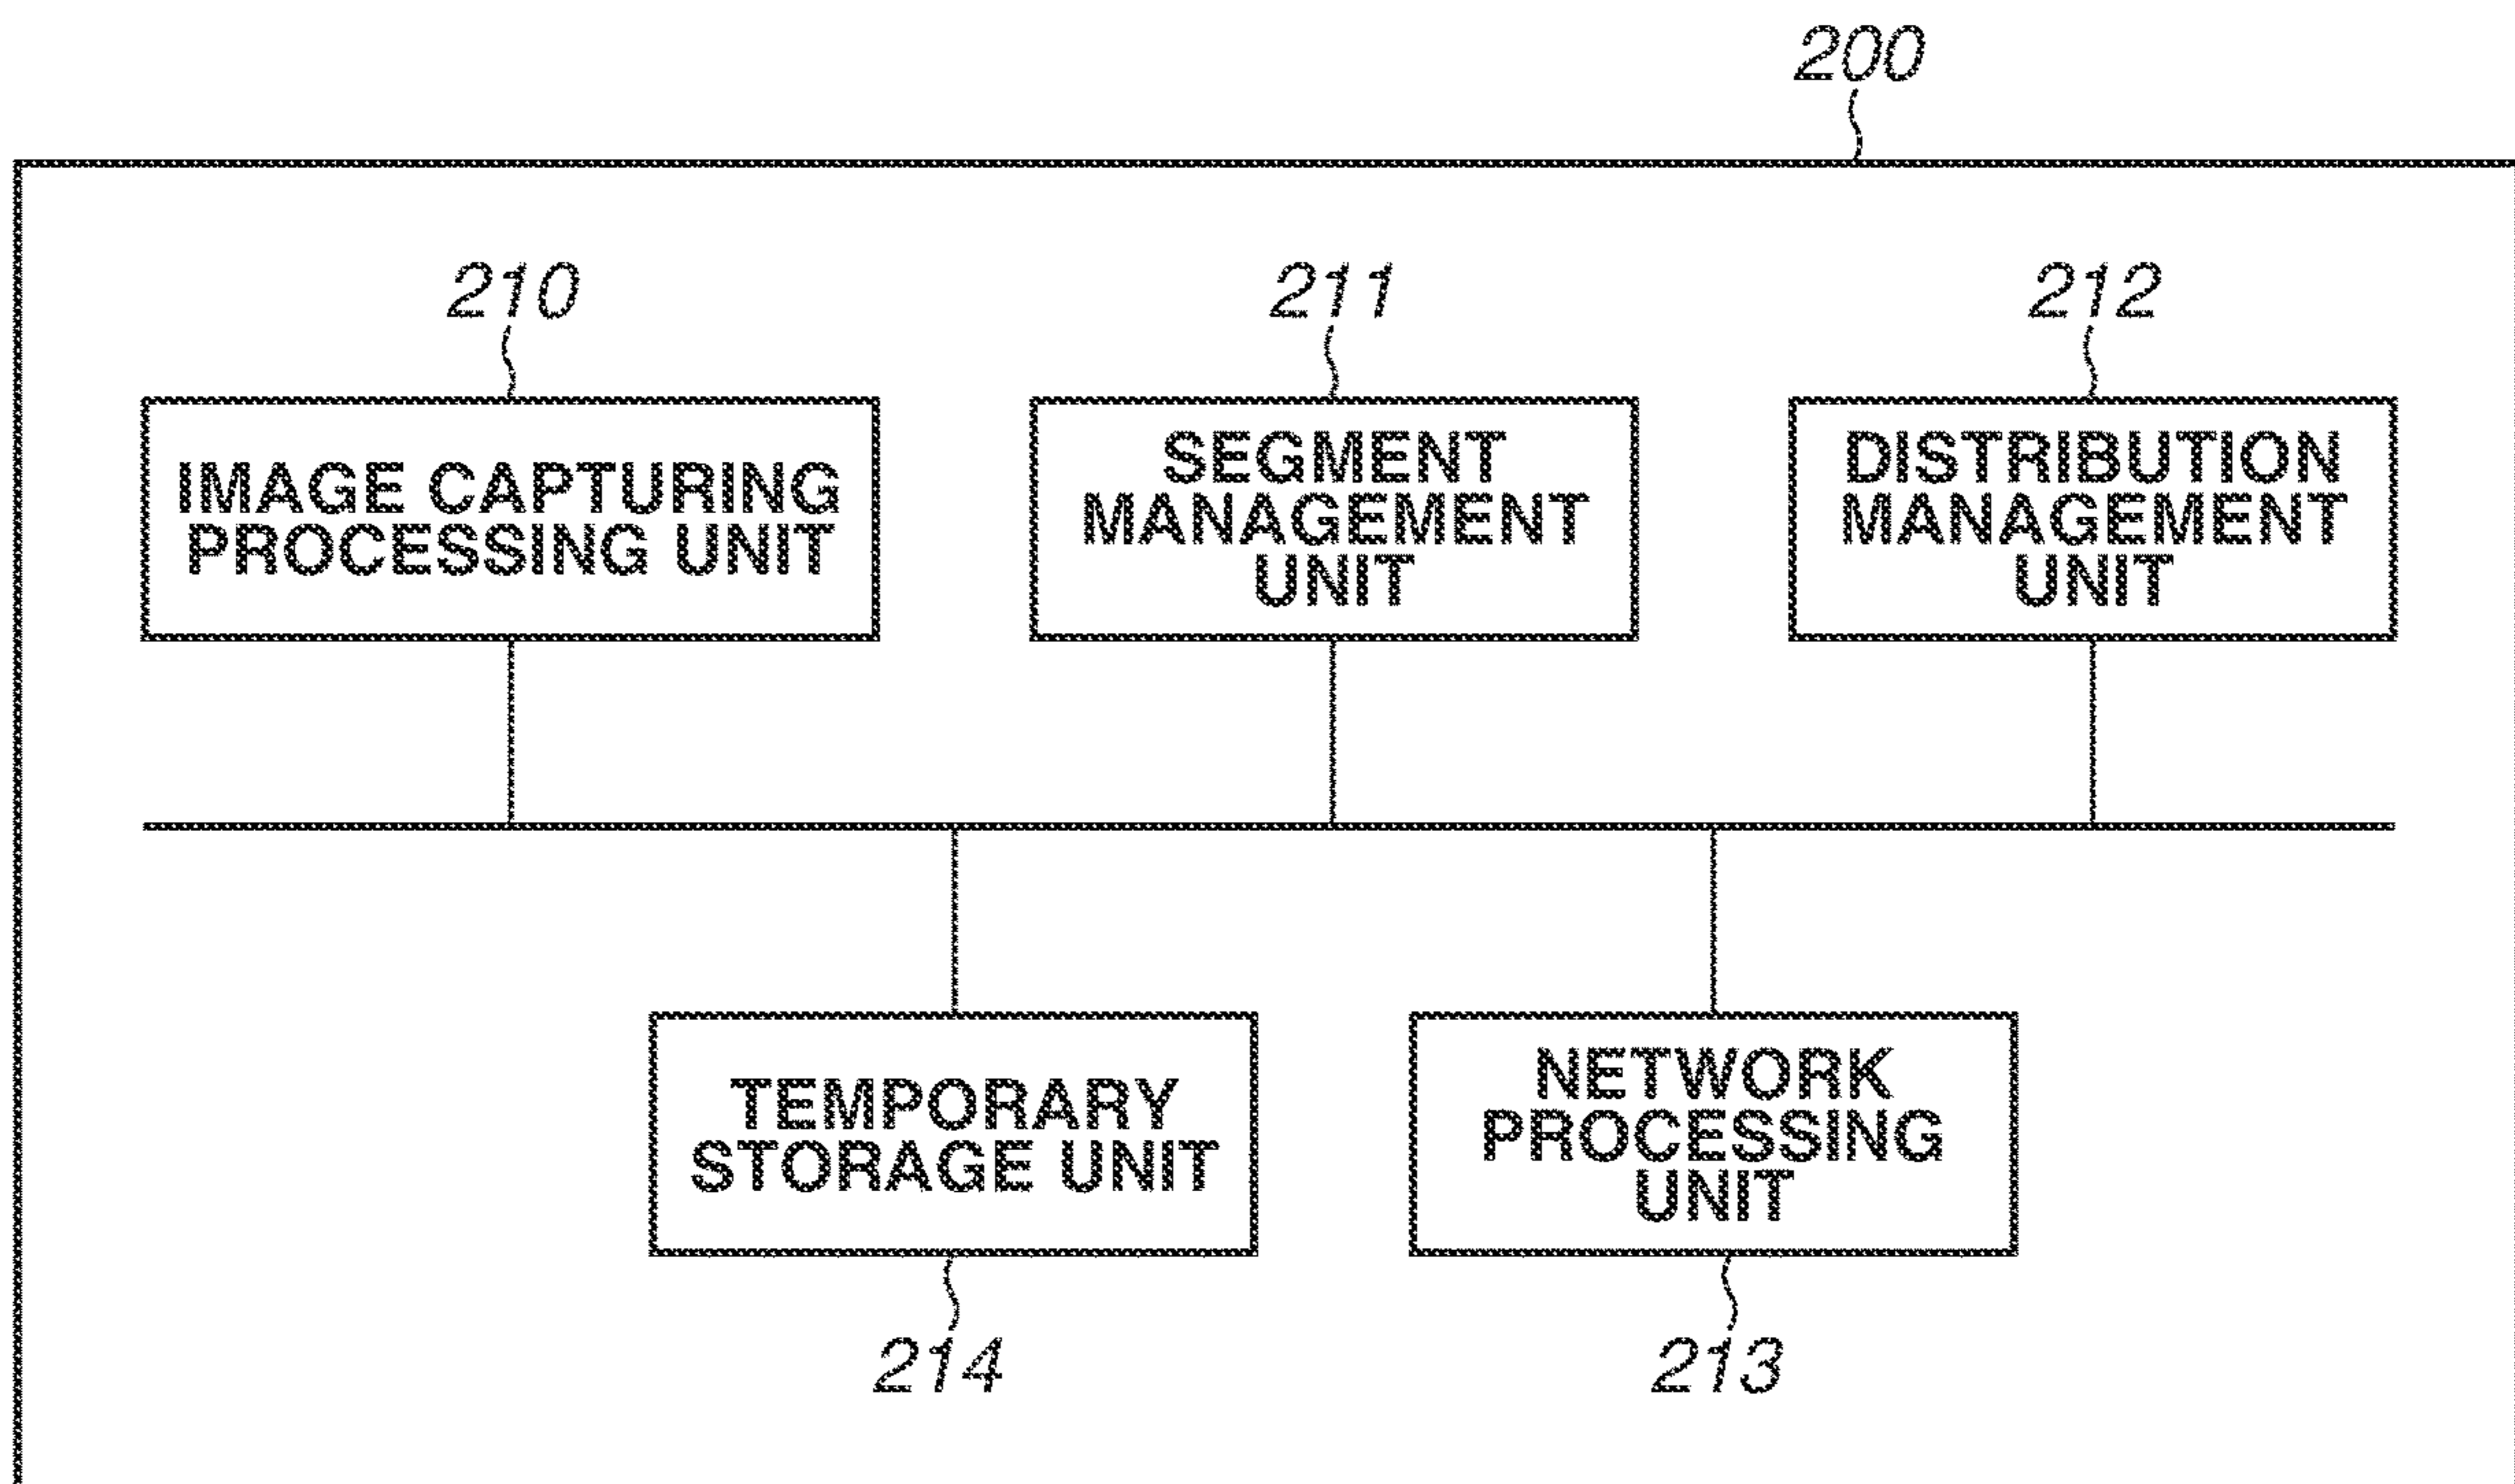 200
210
211
212
IMAGE CAPTURING
PROCESSING UNIT
SEGMENT
MANAGEMENT
UNIT
DISTRIBUTION
MANAGEMENT
UNIT
TEMPORARY
STORAGE UNIT
NETWORK
PROCESSING
UNIT
214
213